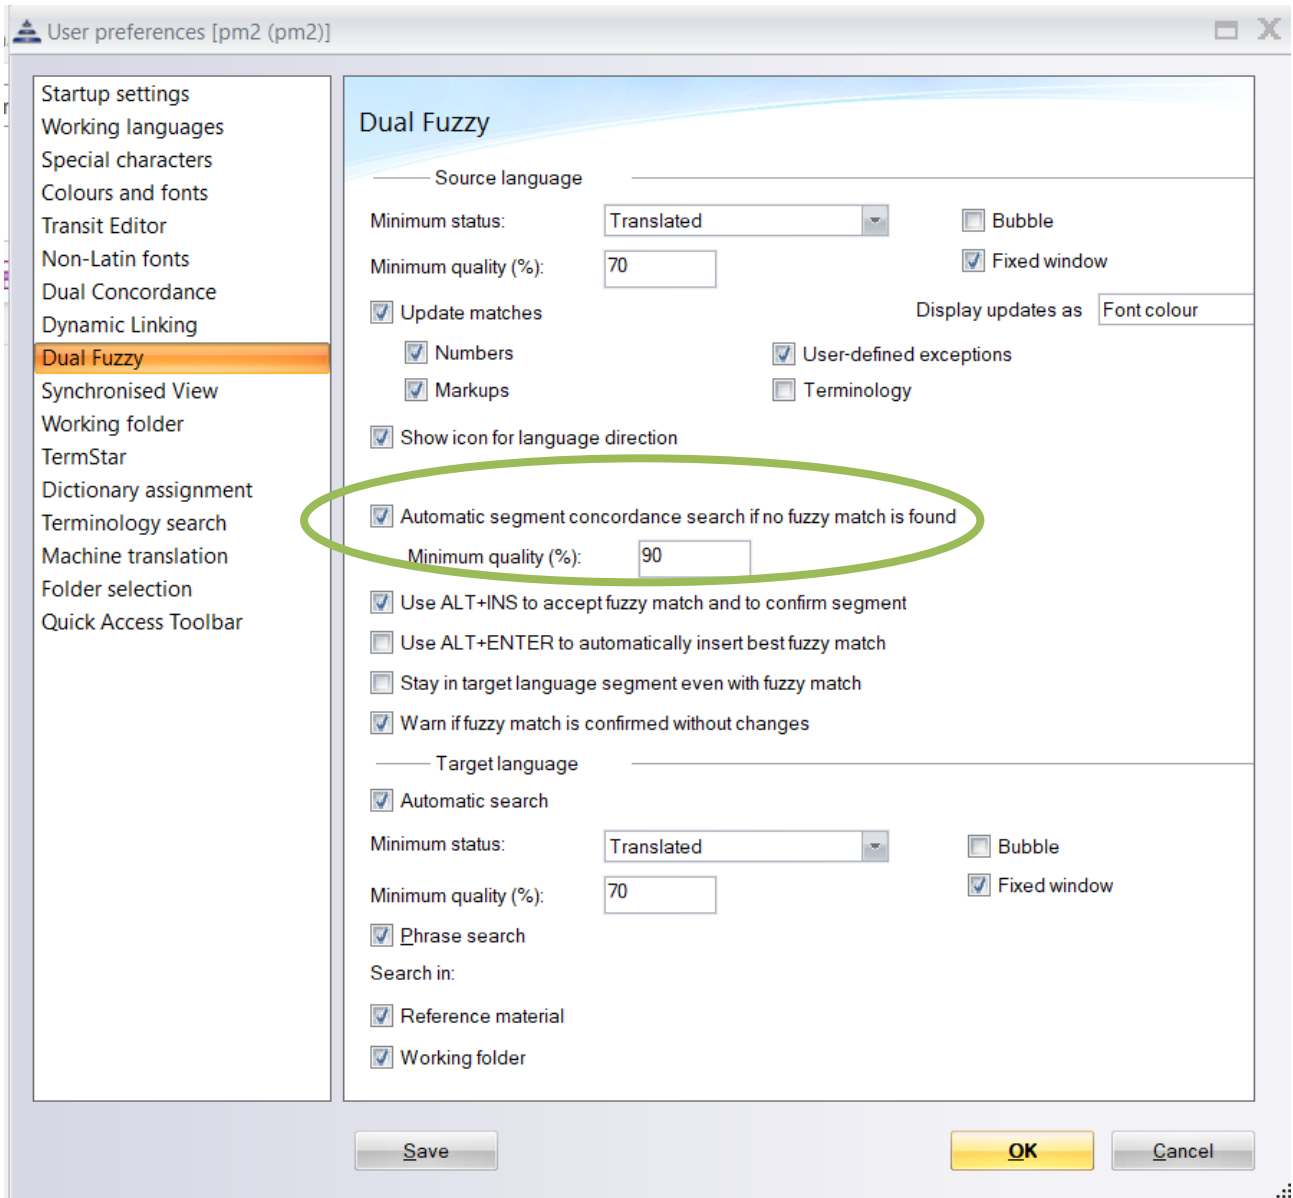 User preferences [pm2 (pm2)]
Startup settings
Working languages
Special characters
Colours and fonts
Transit Editor
Non-Latin fonts
Dual Concordance
Dynamic Linking
Dual Fuzzy
Synchronised View
Working folder
TermStar
Dictionary assignment
Terminology search
Machine translation
Folder selection
Quick Access Toolbar
Dual Fuzzy
Source language
Minimum status: Translated Bubble
Minimum quality (%): 70 Fixed window
Update matches Display updates as Font colour
Numbers User-defined exceptions
Markups Terminology
Show icon for language direction
Automatic segment concordance search if no fuzzy match is found
Minimum quality (%): 90
Use ALT+INS to accept fuzzy match and to confirm segment
Use ALT+ENTER to automatically insert best fuzzy match
Stay in target language segment even with fuzzy match
Warn if fuzzy match is confirmed without changes
Target language
Automatic search
Minimum status: Translated Bubble
Minimum quality (%): 70 Fixed window
Phrase search
Search in:
Reference material
Working folder
Save OK Cancel